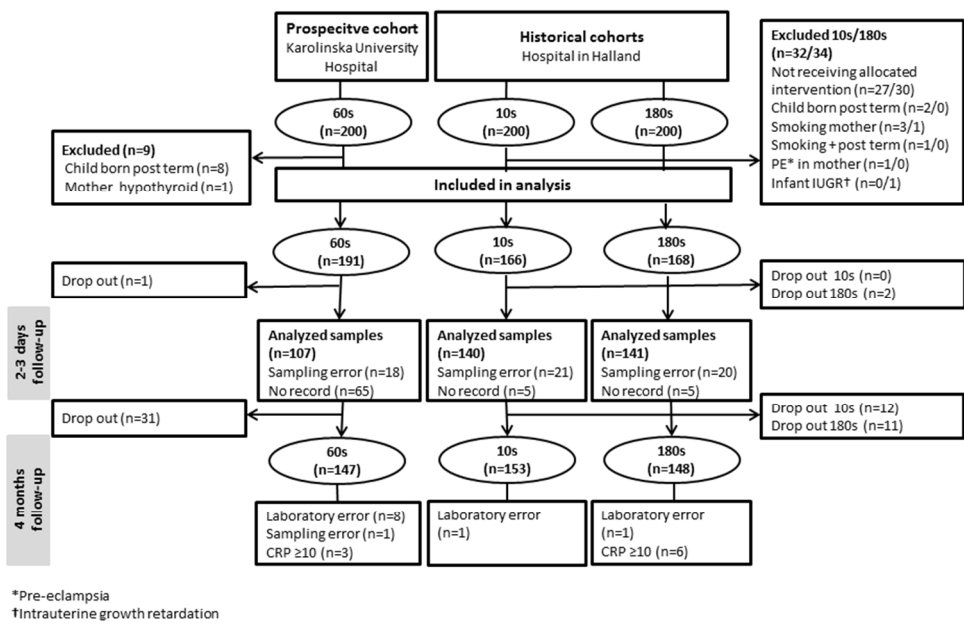 Prospecitve cohort
Karolinska University
Hospital
Historical cohorts
Hospital in Halland
Excluded 10s/180s
(n=32/34)
Not receiving allocated
intervention (n=27/30)
Child born post term (n=2/0)
Smoking mother (n=3/1)
Smoking + post term (n=1/0)
PE* in mother (n=1/0)
Infant IUGR† (n=0/1)
60s
(n=200)
10s
(n=200)
180s
(n=200)
Excluded (n=9)
Child born post term (n=8)
Mother hypothyroid (n=1)
Included in analysis
60s
(n=191)
10s
(n=166)
180s
(n=168)
Drop out (n=1)
Drop out 10s (n=0)
Drop out 180s (n=2)
2-3 days
follow-up
Analyzed samples
(n=107)
Sampling error (n=18)
No record (n=65)
Analyzed samples
(n=140)
Sampling error (n=21)
No record (n=5)
Analyzed samples
(n=141)
Sampling error (n=20)
No record (n=5)
Drop out (n=31)
Drop out 10s (n=12)
Drop out 180s (n=11)
4 months
follow-up
60s
(n=147)
10s
(n=153)
180s
(n=148)
Laboratory error (n=8)
Sampling error (n=1)
CRP ≥10 (n=3)
Laboratory error
(n=1)
Laboratory error
(n=1)
CRP ≥10 (n=6)
*Pre-eclampsia
†Intrauterine growth retardation